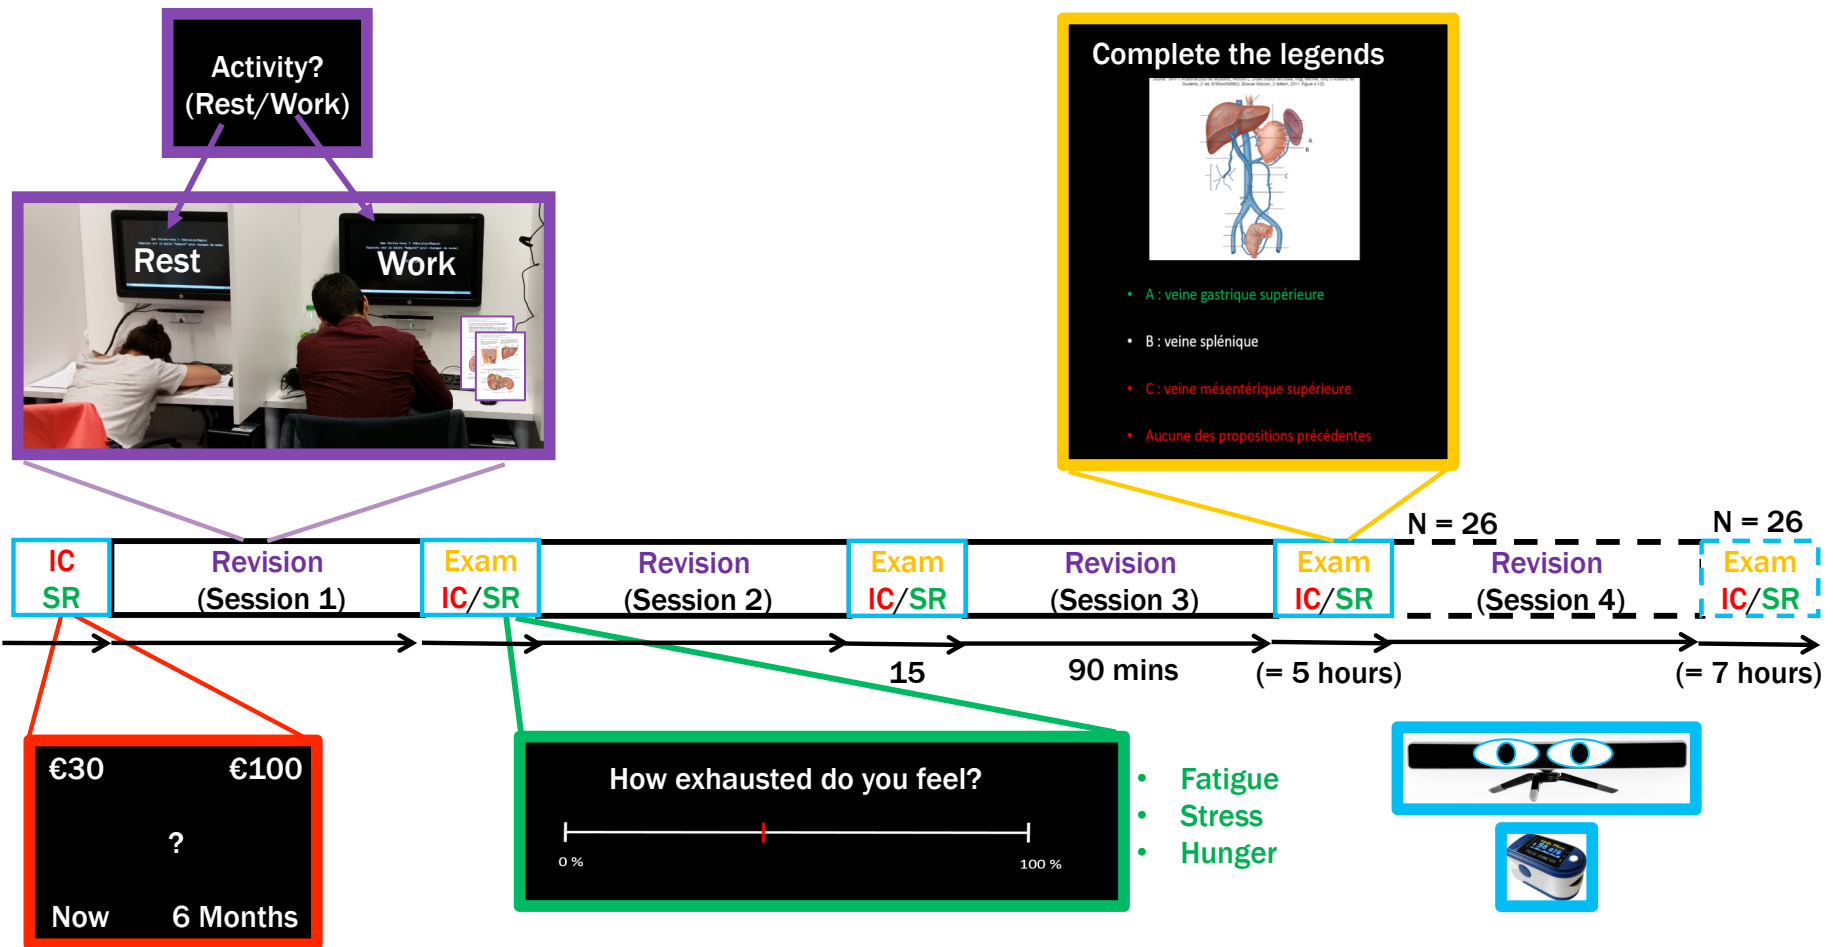 Activity?
(Rest/Work)
Rest
Work
Complete the legends
A
B
C
• A : veine gastrique supérieure
• B : veine splénique
• C : veine mésentérique supérieure
• Aucune des propositions précédentes
N = 26
N = 26
IC
SR
Revision
(Session 1)
Exam
IC/SR
Revision
(Session 2)
Exam
IC/SR
Revision
(Session 3)
Exam
IC/SR
Revision
(Session 4)
Exam
IC/SR
15
90 mins
(= 5 hours)
(= 7 hours)
€30
€100
?
Now
6 Months
How exhausted do you feel?
0 %
100 %
• Fatigue
• Stress
• Hunger